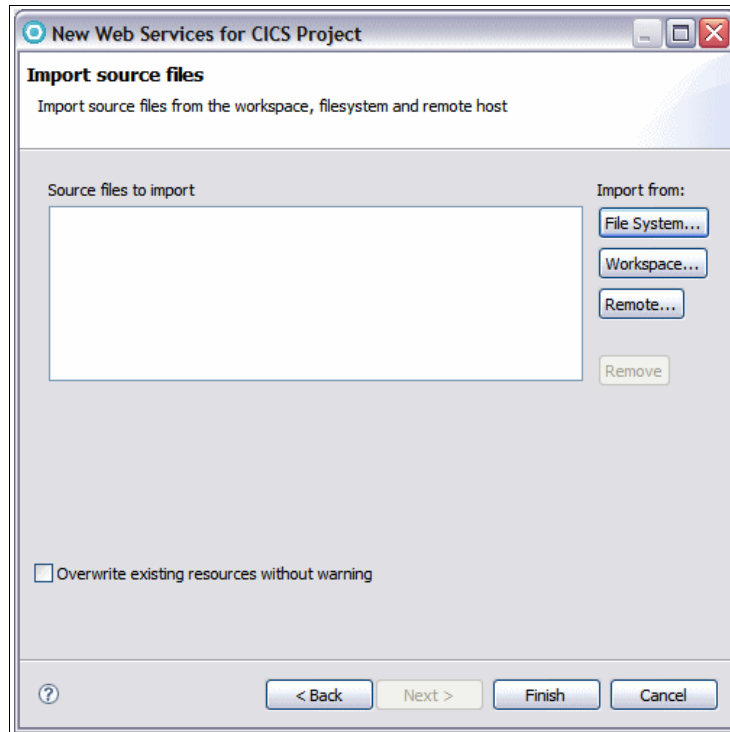 New Web Services for CICS Project
Import source files
Import source files from the workspace, filesystem and remote host
Source files to import
Import from:
File System...
Workspace...
Remote...
Remove
Overwrite existing resources without warning
?
< Back
Next >
Finish
Cancel